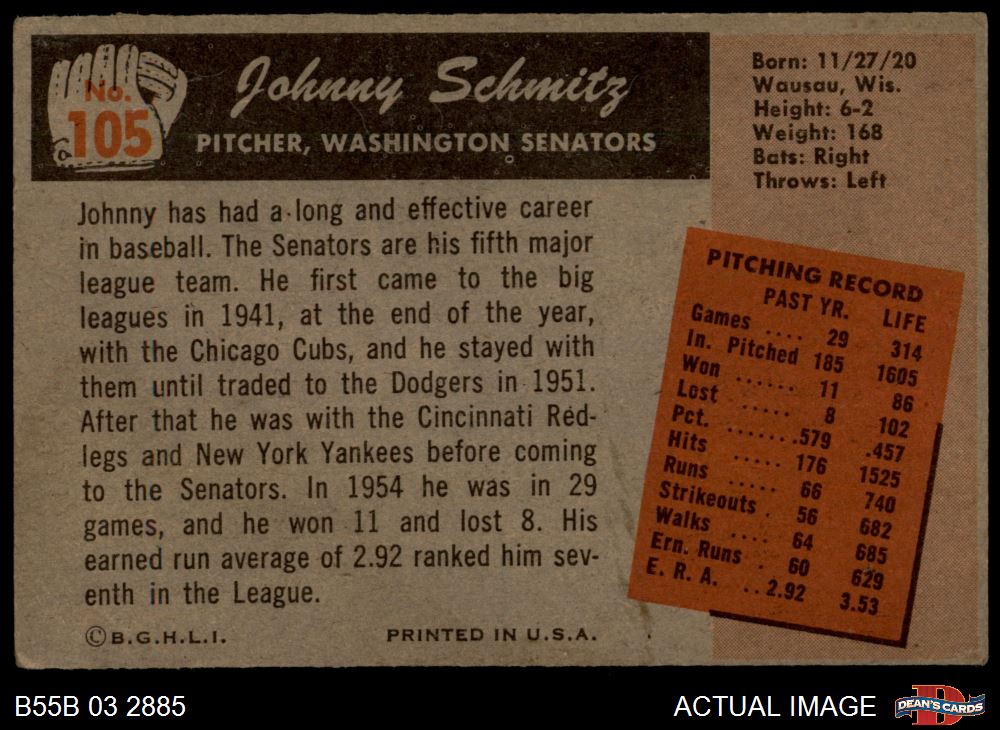 No.
105
Johnny Schmitz
PITCHER, WASHINGTON SENATORS
Born: 11/27/20
Wausau, Wis.
Height: 6-2
Weight: 168
Bats: Right
Throws: Left
Johnny has had a long and effective career
in baseball. The Senators are his fifth major
league team. He first came to the big
leagues in 1941, at the end of the year,
with the Chicago Cubs, and he stayed with
them until traded to the Dodgers in 1951.
After that he was with the Cincinnati Red-
legs and New York Yankees before coming
to the Senators. In 1954 he was in 29
games, and he won 11 and lost 8. His
earned run average of 2.92 ranked him sev-
enth in the League.
PITCHING RECORD
PAST YR. LIFE
Games .... 29 314
In. Pitched 185 1605
Won ...... 11 86
Lost ..... 8 102
Pct. ....... .579 .457
Hits ..... 176 1525
Runs ..... 66 740
Strikeouts . 56 682
Walks .... 64 685
Ern. Runs . 60 629
E. R. A. .. 2.92 3.53
© B.G.H.L.I. PRINTED IN U.S.A.
B55B 03 2885 ACTUAL IMAGE D DEAN'S CARDS